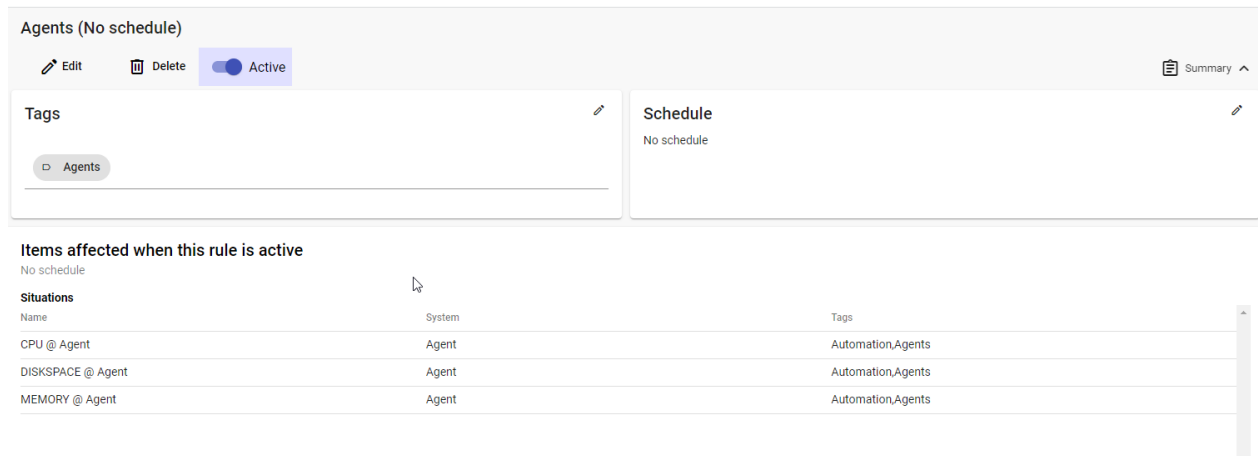 Agents (No schedule)
Edit Delete Active Summary
Tags
Agents
Schedule
No schedule
Items affected when this rule is active
No schedule
Situations
Name System Tags
CPU @ Agent Agent Automation,Agents
DISKSPACE @ Agent Agent Automation,Agents
MEMORY @ Agent Agent Automation,Agents